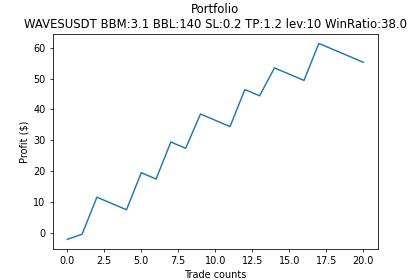 Portfolio
WAVESUSDT BBM:3.1 BBL:140 SL:0.2 TP:1.2 lev:10 WinRatio:38.0
60
50
40
30
20
10
0
Profit ($)
0.0 2.5 5.0 7.5 10.0 12.5 15.0 17.5 20.0
Trade counts